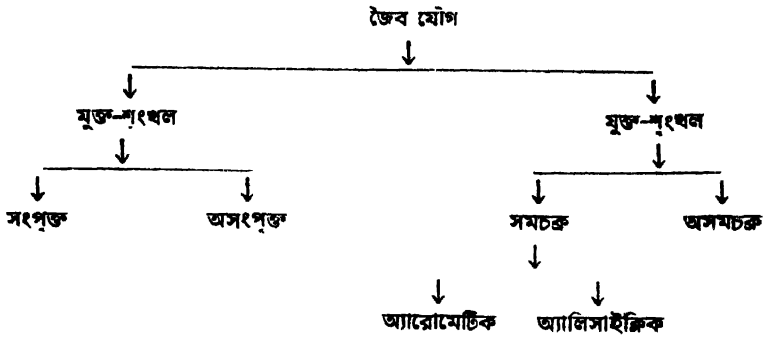 জৈব যৌগ
মুক্ত-শৃংখল যুক্ত-শৃংখল
সংপৃক্ত অসংপৃক্ত সমচক্র অসমচক্র
অ্যারোমেটিক অ্যালিসাইক্লিক